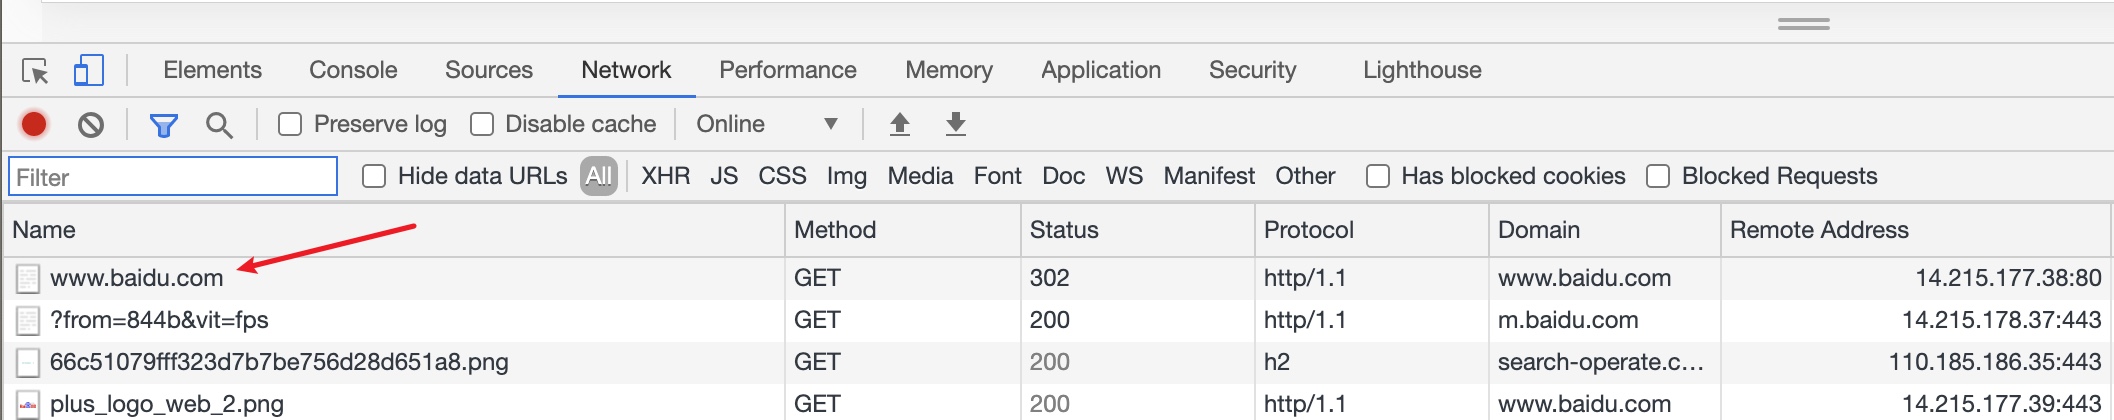 Elements Console Sources Network Performance Memory Application Security Lighthouse
Preserve log Disable cache Online
Filter Hide data URLs All XHR JS CSS Img Media Font Doc WS Manifest Other Has blocked cookies Blocked Requests
Name Method Status Protocol Domain Remote Address
www.baidu.com GET 302 http/1.1 www.baidu.com 14.215.177.38:80
?from=844b&vit=fps GET 200 http/1.1 m.baidu.com 14.215.178.37:443
66c51079fff323d7b7be756d28d651a8.png GET 200 h2 search-operate.c... 110.185.186.35:443
plus_logo_web_2.png GET 200 http/1.1 www.baidu.com 14.215.177.39:443